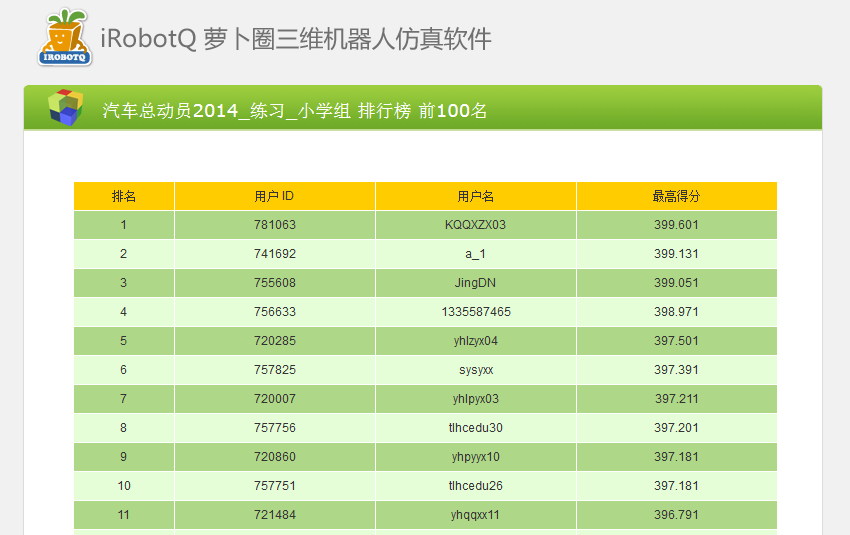 IROBOTQ
iRobotQ 萝卜圈三维机器人仿真软件
汽车总动员2014_练习_小学组 排行榜 前100名
排名 用户 ID 用户名 最高得分
1 781063 KQQXZX03 399.601
2 741692 a_1 399.131
3 755608 JingDN 399.051
4 756633 1335587465 398.971
5 720285 yhlzyx04 397.501
6 757825 sysyxx 397.391
7 720007 yhlpyx03 397.211
8 757756 tlhcedu30 397.201
9 720860 yhpyyx10 397.181
10 757751 tlhcedu26 397.181
11 721484 yhqqxx11 396.791